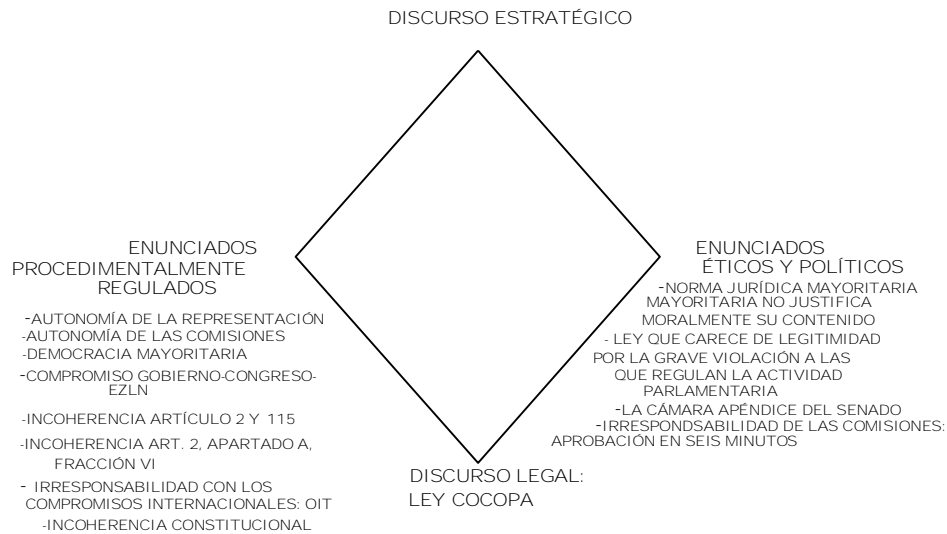 DISCURSO ESTRATÉGICO
ENUNCIADOS
PROCEDIMENTALMENTE
REGULADOS
-AUTONOMÍA DE LA REPRESENTACIÓN
-AUTONOMÍA DE LAS COMISIONES
-DEMOCRACIA MAYORITARIA
-COMPROMISO GOBIERNO-CONGRESO-
EZLN
-INCOHERENCIA ARTÍCULO 2 Y 115
-INCOHERENCIA ART. 2, APARTADO A,
FRACCIÓN VI
- IRRESPONSABILIDAD CON LOS
COMPROMISOS INTERNACIONALES: OIT
-INCOHERENCIA CONSTITUCIONAL
ENUNCIADOS
ÉTICOS Y POLÍTICOS
-NORMA JURÍDICA MAYORITARIA
MAYORITARIA NO JUSTIFICA
MORALMENTE SU CONTENIDO
- LEY QUE CARECE DE LEGITIMIDAD
POR LA GRAVE VIOLACIÓN A LAS
QUE REGULAN LA ACTIVIDAD
PARLAMENTARIA
-LA CÁMARA APÉNDICE DEL SENADO
-IRRESPONDSABILIDAD DE LAS COMISIONES:
APROBACIÓN EN SEIS MINUTOS
DISCURSO LEGAL:
LEY COCOPA